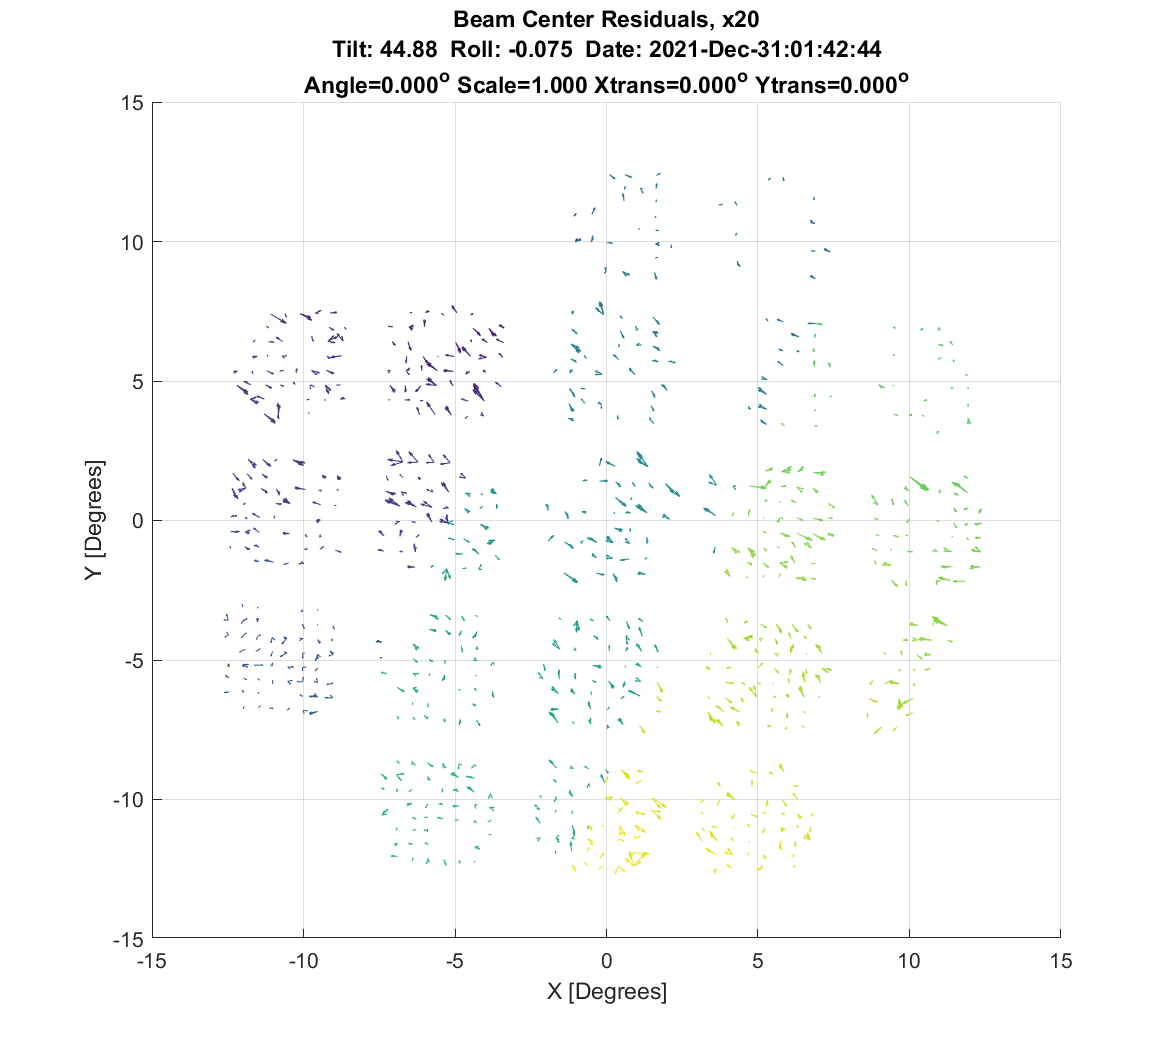 Beam Center Residuals, x20
Tilt: 44.88 Roll: -0.075 Date: 2021-Dec-31:01:42:44
Angle=0.000° Scale=1.000 Xtrans=0.000° Ytrans=0.000°
15
10
5
0
-5
-10
-15
Y [Degrees]
-15 -10 -5 0 5 10 15
X [Degrees]